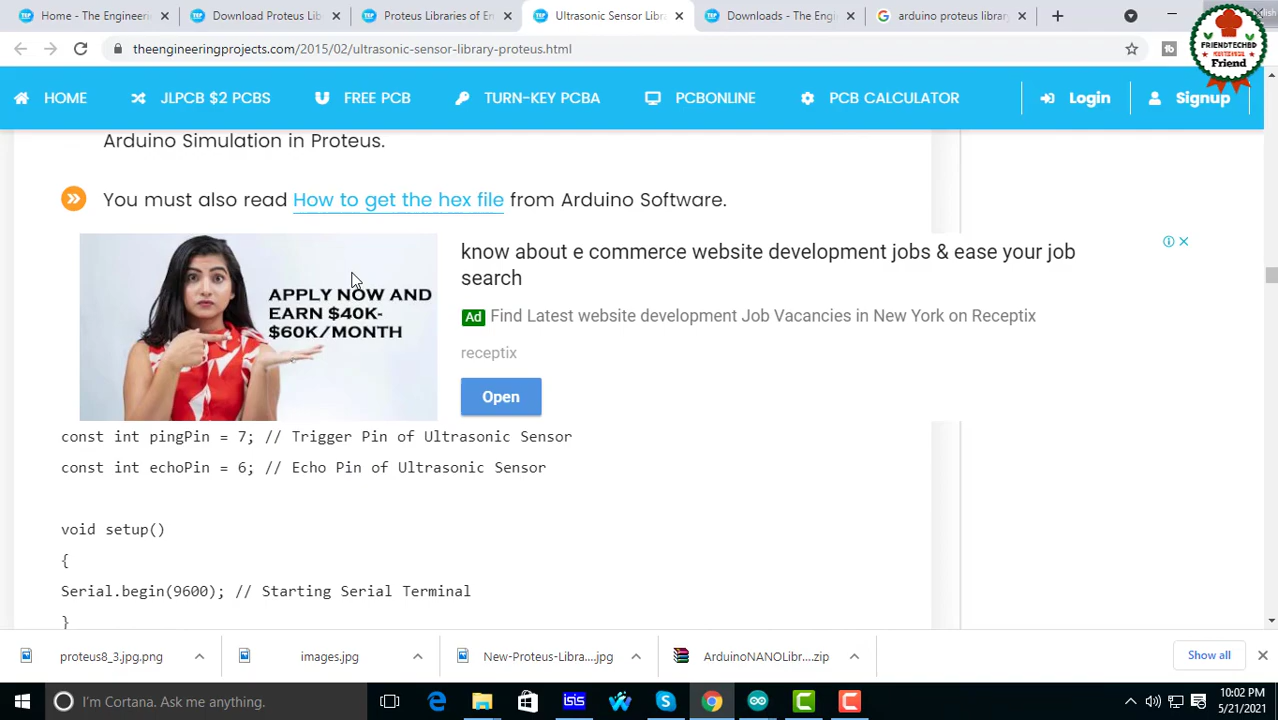 Home - The Engineeri
Download Proteus Lib
Proteus Libraries of En
Ultrasonic Sensor Libra
Downloads - The Engi
arduino proteus library
theengineeringprojects.com/2015/02/ultrasonic-sensor-library-proteus.html
FRIENDTECHBD
Friend
HOME
JLPCB $2 PCBS
FREE PCB
TURN-KEY PCBA
PCBONLINE
PCB CALCULATOR
Login
Signup
Arduino Simulation in Proteus.
You must also read How to get the hex file from Arduino Software.
APPLY NOW AND
EARN $40K-
$60K/MONTH
know about e commerce website development jobs & ease your job
search
Ad Find Latest website development Job Vacancies in New York on Receptix
receptix
Open
const int pingPin = 7; // Trigger Pin of Ultrasonic Sensor
const int echoPin = 6; // Echo Pin of Ultrasonic Sensor
void setup()
{
Serial.begin(9600); // Starting Serial Terminal
}
proteus8_3.jpg.png
images.jpg
New-Proteus-Libra....jpg
ArduinoNANOLibr....zip
Show all
I'm Cortana. Ask me anything.
isis
10:02 PM
5/21/2021